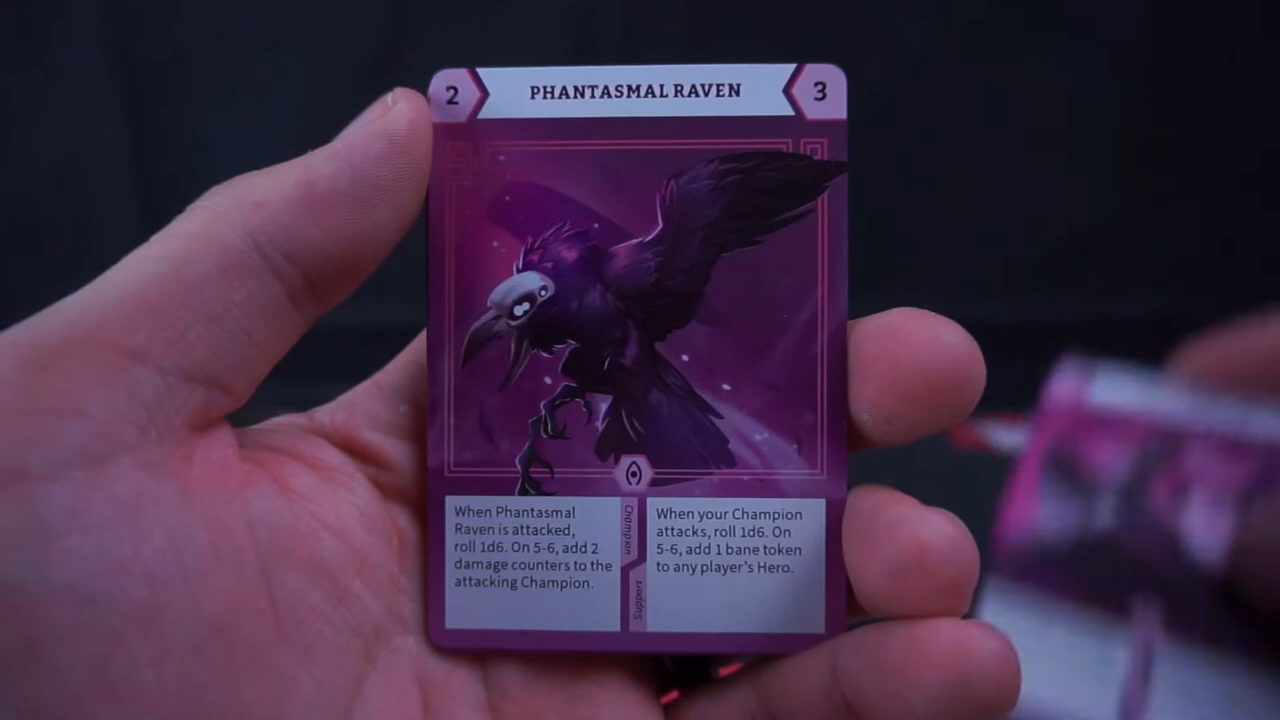 2
PHANTASMAL RAVEN
3
When Phantasmal
Raven is attacked,
roll 1d6. On 5-6, add 2
damage counters to the
attacking Champion.
Champion
Support
When your Champion
attacks, roll 1d6. On
5-6, add 1 bane token
to any player's Hero.